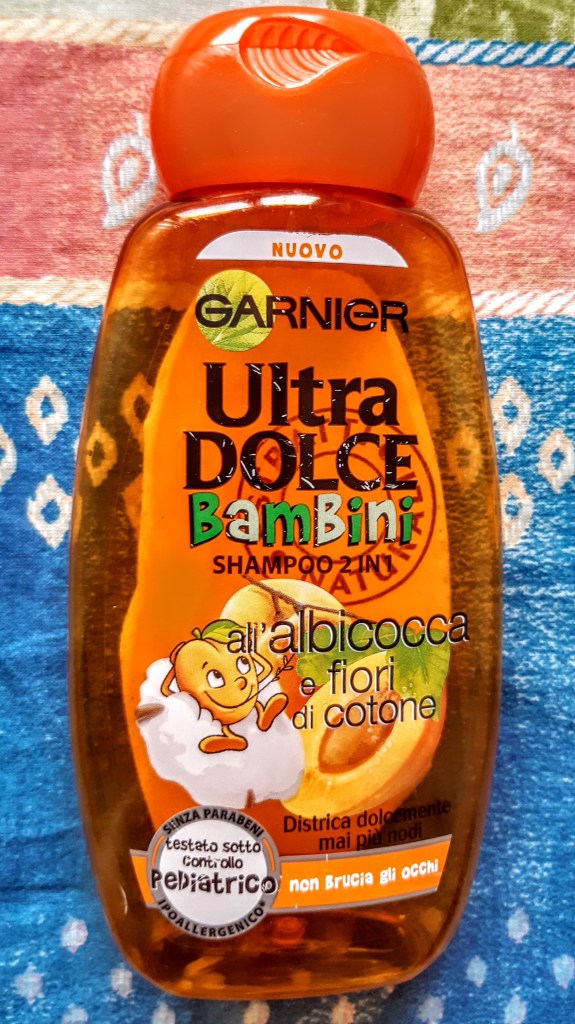 NUOVO
GARNIER
Ultra
DOLCE
BamBini
SHAMPOO 2 IN 1
all'albicocca
e fiori
di cotone
Districa dolcemente
mai più nodi
SENZA PARABENI
testato sotto
controllo
Pediatrico
IPOALLERGENICO*
non Brucia gli occhi